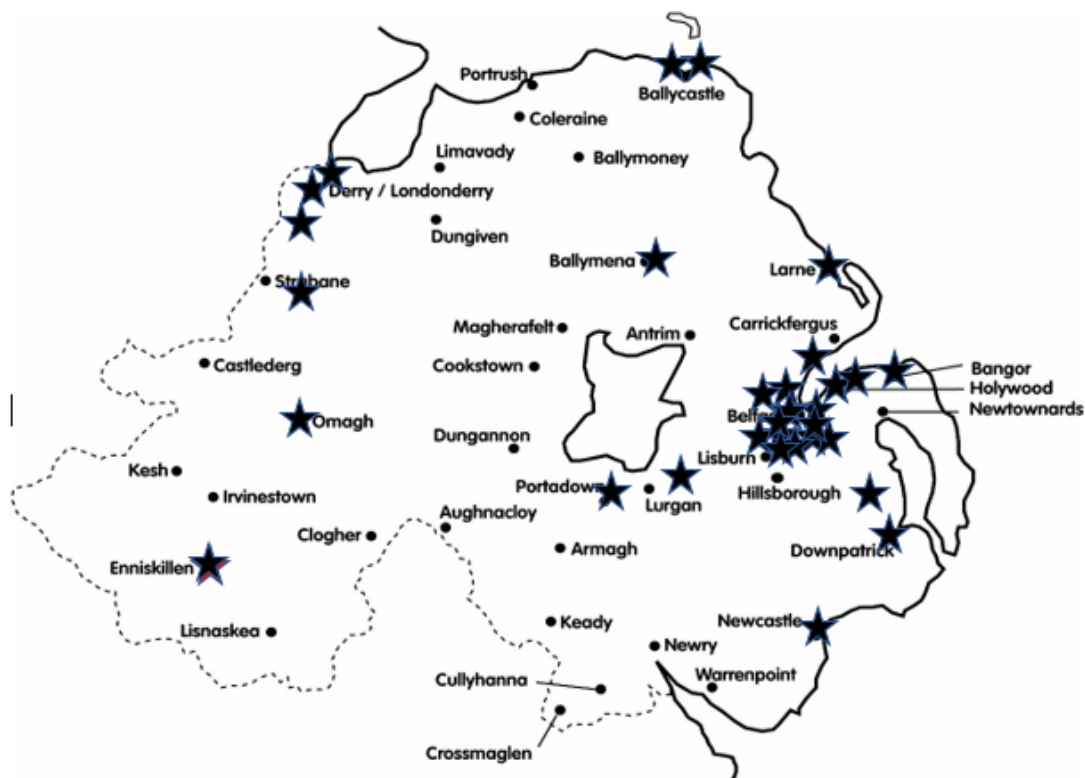 Portrush
Ballycastle
Coleraine
Limavady
Ballymoney
Derry / Londonderry
Dungiven
Ballymena
Larne
Strabane
Magherafelt
Antrim
Carrickfergus
Castlederg
Cookstown
Bangor
Holywood
Newtownards
Omagh
Dungannon
Lisburn
Kesh
Portadown
Hillsborough
Irvinestown
Lurgan
Aughnacloy
Clogher
Armagh
Downpatrick
Enniskillen
Keady
Newcastle
Lisnaskea
Newry
Cullyhanna
Warrenpoint
Crossmaglen